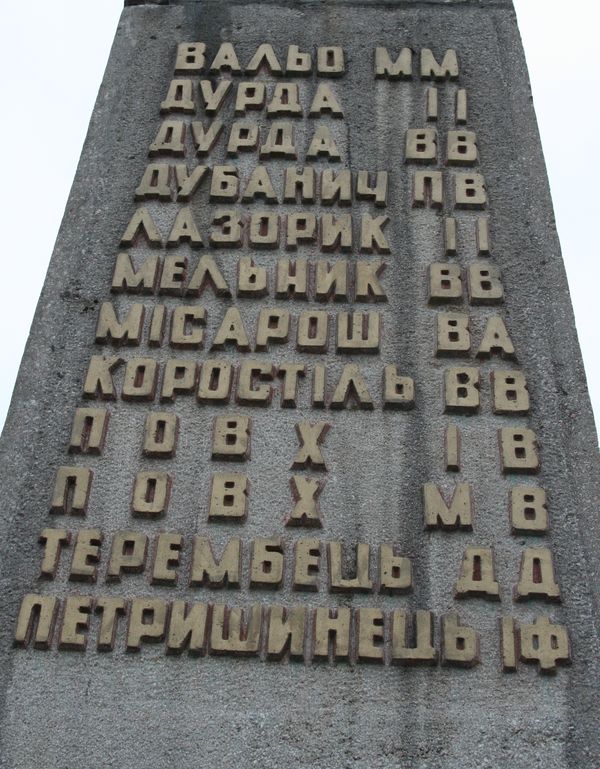 ВАЛЬО ММ
ДУРДА ІІ
ДУРДА ВВ
ДУБАНИЧ ПВ
ЛАЗОРИК ІІ
МЕЛЬНИК ВВ
МІСАРОШ ВА
КОРОСТІЛЬ ВВ
ПОВХ ІВ
ПОВХ МВ
ТЕРЕМБЕЦЬ ДД
ПЕТРИШИНЕЦЬ ІФ